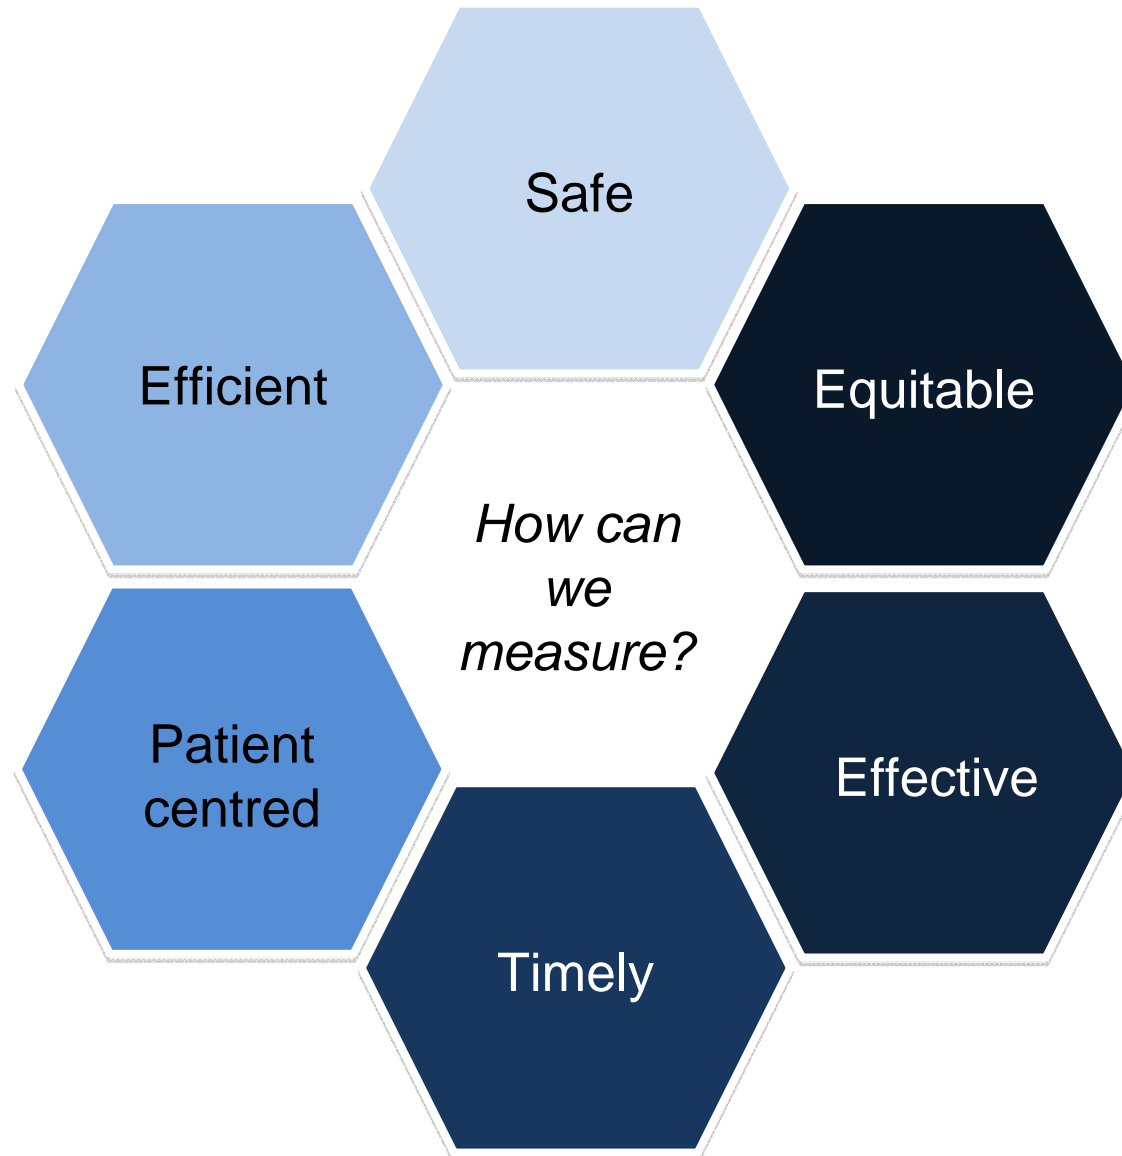 Safe
Efficient
Equitable
How can
we
measure?
Patient
centred
Effective
Timely